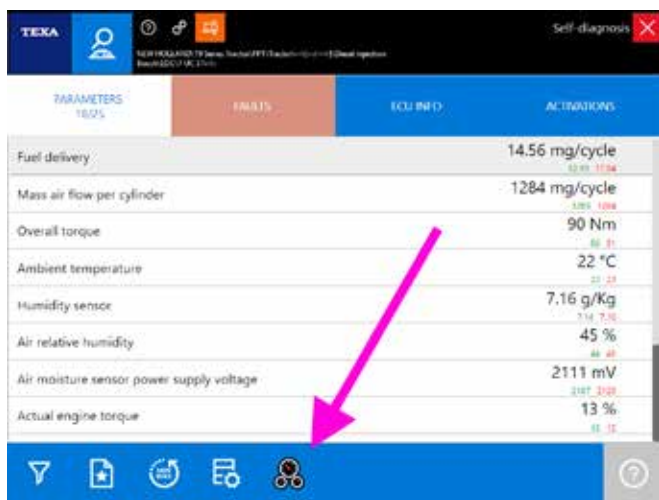 TEXA
Self-diagnosis
PARAMETERS
FAULTS
ECU INFO
ACTIVATIONS
Fuel delivery 14.56 mg/cycle
Mass air flow per cylinder 1284 mg/cycle
Overall torque 90 Nm
Ambient temperature 22 °C
Humidity sensor 7.16 g/Kg
Air relative humidity 45 %
Air moisture sensor power supply voltage 2111 mV
Actual engine torque 13 %